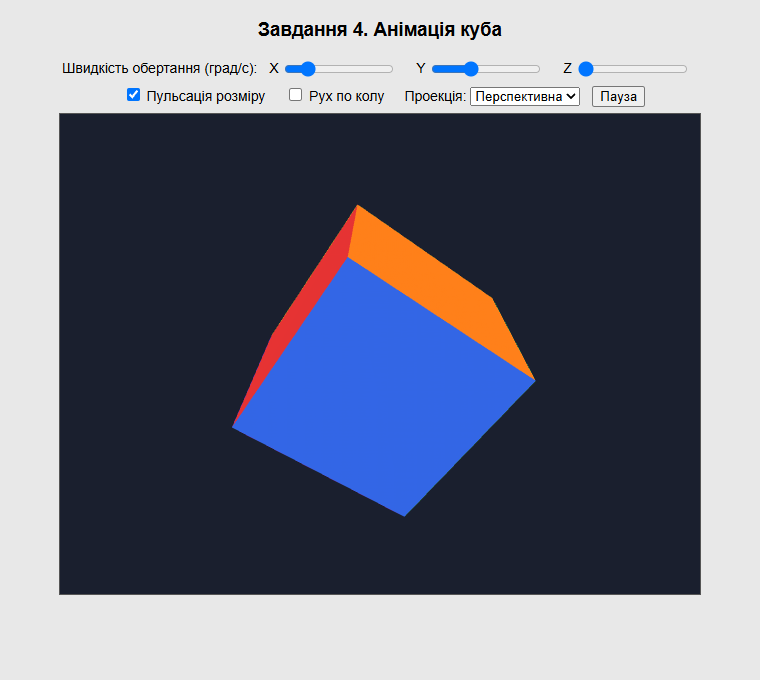 Завдання 4. Анімація куба
Швидкість обертання (град/с): X Y Z
Пульсація розміру Рух по колу Проекція: Перспективна Пауза